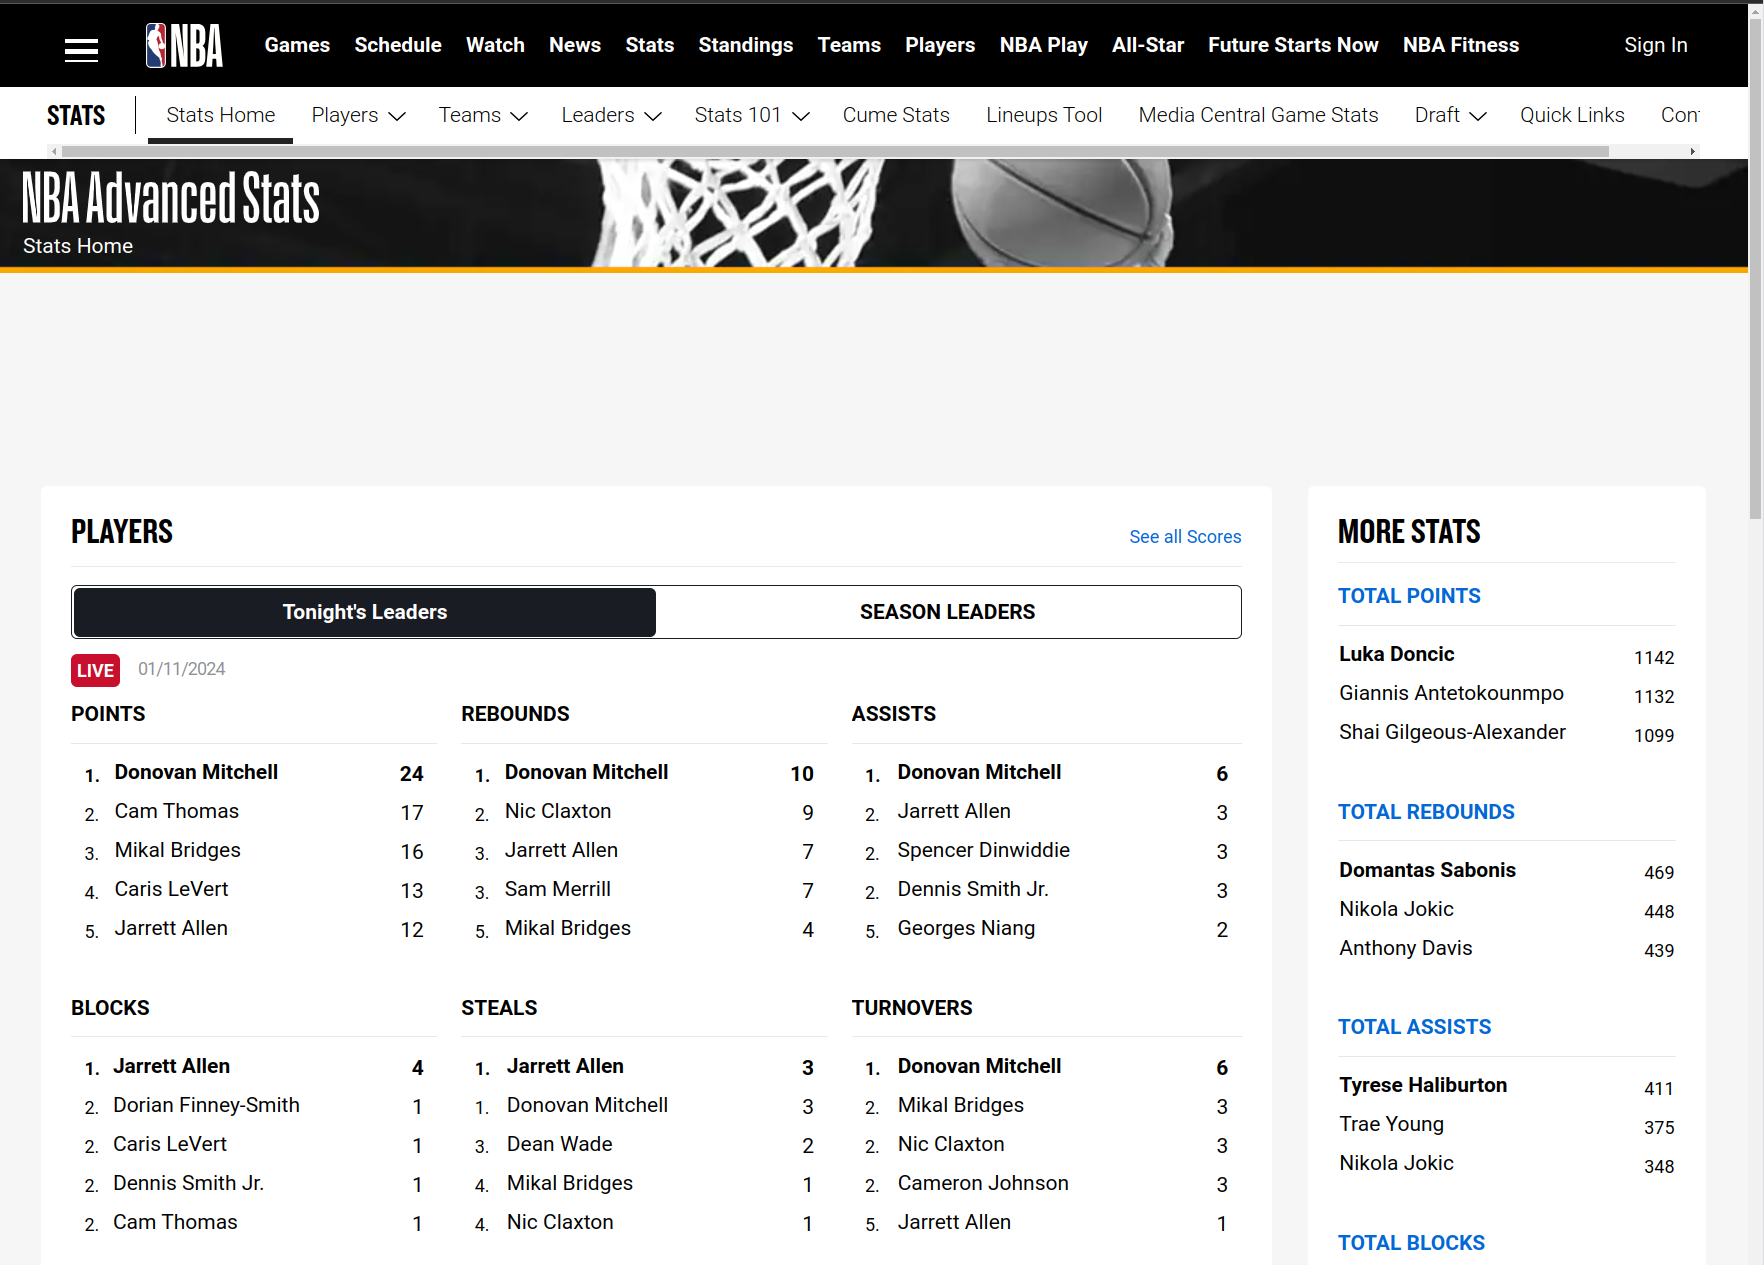 NBA Games Schedule Watch News Stats Standings Teams Players NBA Play All-Star Future Starts Now NBA Fitness Sign In
STATS Stats Home Players Teams Leaders Stats 101 Cume Stats Lineups Tool Media Central Game Stats Draft Quick Links
NBA Advanced Stats
Stats Home
PLAYERS
See all Scores
Tonight's Leaders
SEASON LEADERS
LIVE 01/11/2024
POINTS
1. Donovan Mitchell 24
2. Cam Thomas 17
3. Mikal Bridges 16
4. Caris LeVert 13
5. Jarrett Allen 12
REBOUNDS
1. Donovan Mitchell 10
2. Nic Claxton 9
3. Jarrett Allen 7
3. Sam Merrill 7
5. Mikal Bridges 4
ASSISTS
1. Donovan Mitchell 6
2. Jarrett Allen 3
2. Spencer Dinwiddie 3
2. Dennis Smith Jr. 3
5. Georges Niang 2
BLOCKS
1. Jarrett Allen 4
2. Dorian Finney-Smith 1
2. Caris LeVert 1
2. Dennis Smith Jr. 1
2. Cam Thomas 1
STEALS
1. Jarrett Allen 3
1. Donovan Mitchell 3
3. Dean Wade 2
4. Mikal Bridges 1
4. Nic Claxton 1
TURNOVERS
1. Donovan Mitchell 6
2. Mikal Bridges 3
2. Nic Claxton 3
2. Cameron Johnson 3
5. Jarrett Allen 1
MORE STATS
TOTAL POINTS
Luka Doncic 1142
Giannis Antetokounmpo 1132
Shai Gilgeous-Alexander 1099
TOTAL REBOUNDS
Domantas Sabonis 469
Nikola Jokic 448
Anthony Davis 439
TOTAL ASSISTS
Tyrese Haliburton 411
Trae Young 375
Nikola Jokic 348
TOTAL BLOCKS